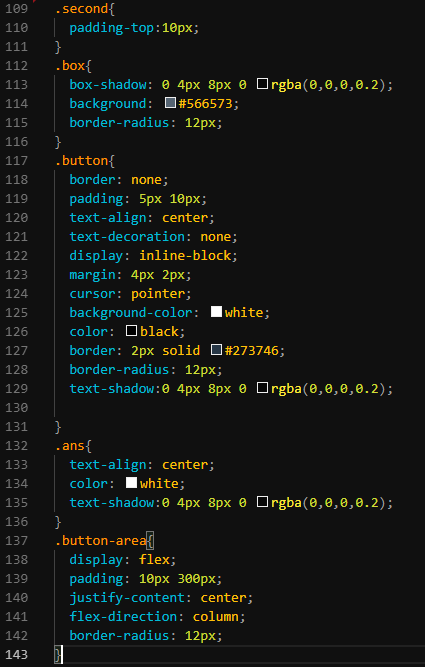 109 .second{
110 padding-top:10px;
111 }
112 .box{
113 box-shadow: 0 4px 8px 0 rgba(0,0,0,0.2);
114 background: #566573;
115 border-radius: 12px;
116 }
117 .button{
118 border: none;
119 padding: 5px 10px;
120 text-align: center;
121 text-decoration: none;
122 display: inline-block;
123 margin: 4px 2px;
124 cursor: pointer;
125 background-color: white;
126 color: black;
127 border: 2px solid #273746;
128 border-radius: 12px;
129 text-shadow:0 4px 8px 0 rgba(0,0,0,0.2);
130
131 }
132 .ans{
133 text-align: center;
134 color: white;
135 text-shadow:0 4px 8px 0 rgba(0,0,0,0.2);
136 }
137 .button-area{
138 display: flex;
139 padding: 10px 300px;
140 justify-content: center;
141 flex-direction: column;
142 border-radius: 12px;
143 }